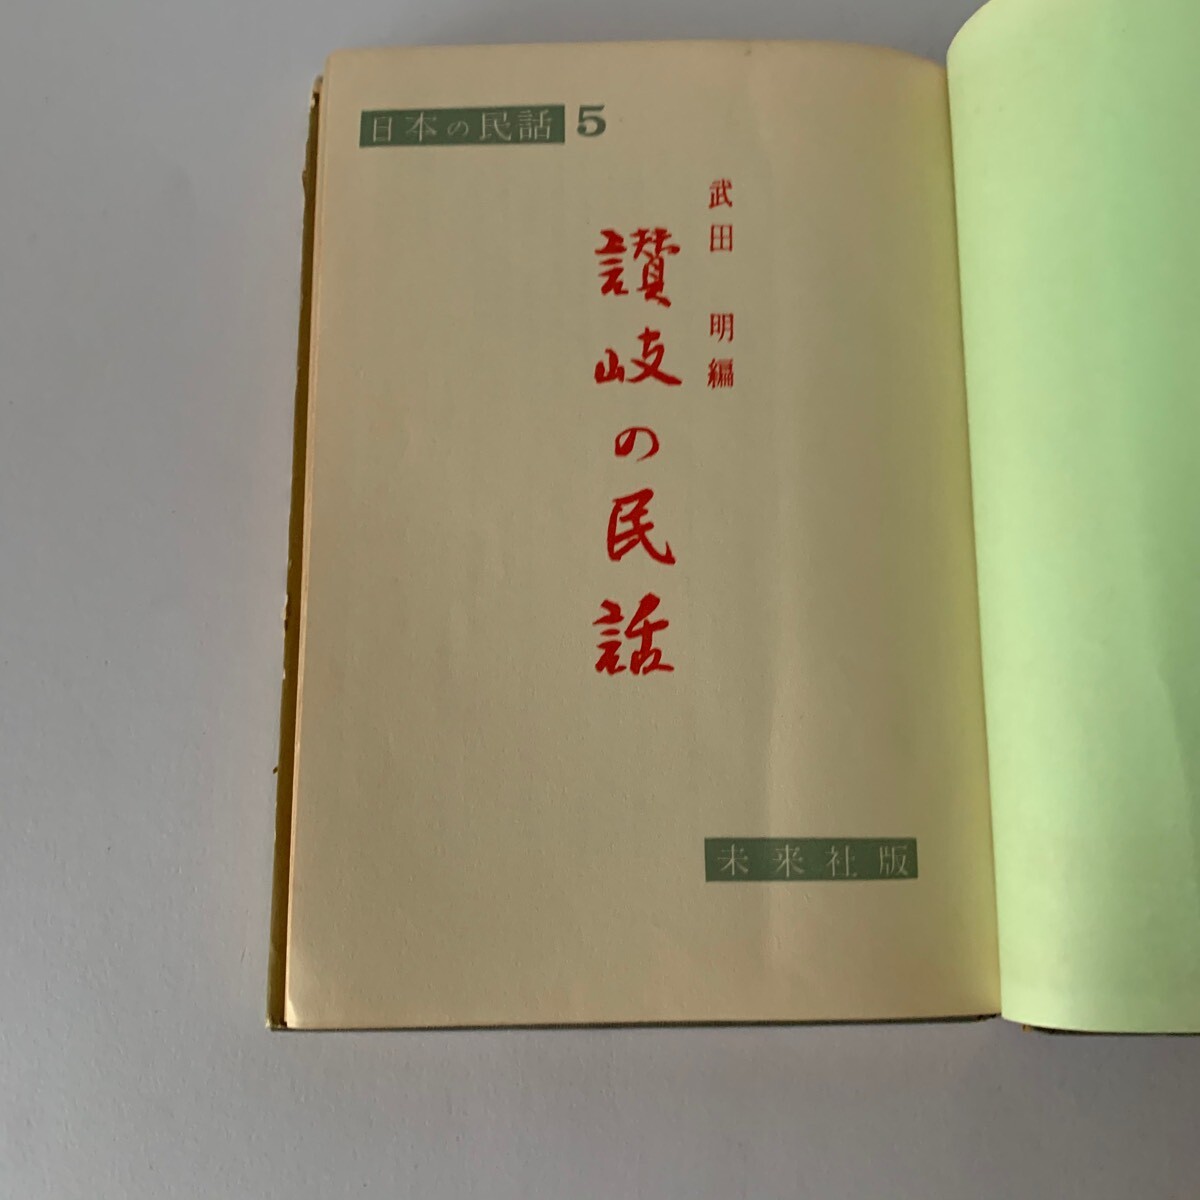 日本の民話 5
武田 明編
讃岐の民話
未来社版